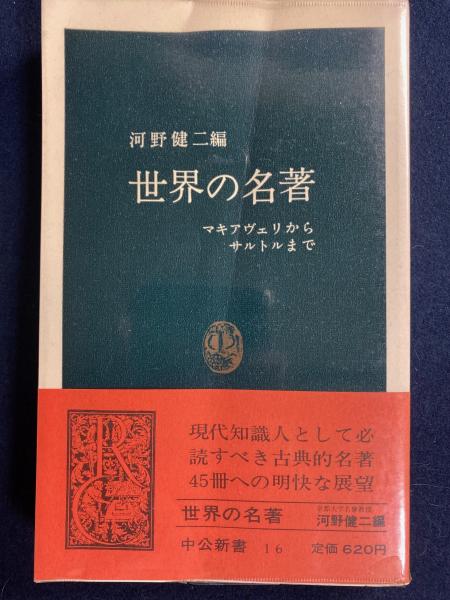 河野健二編
世界の名著
マキアヴェリから
サルトルまで
現代知識人として必
読すべき古典的名著
45冊への明快な展望
世界の名著
京都大学名誉教授
河野健二編
中公新書 16 定価620円